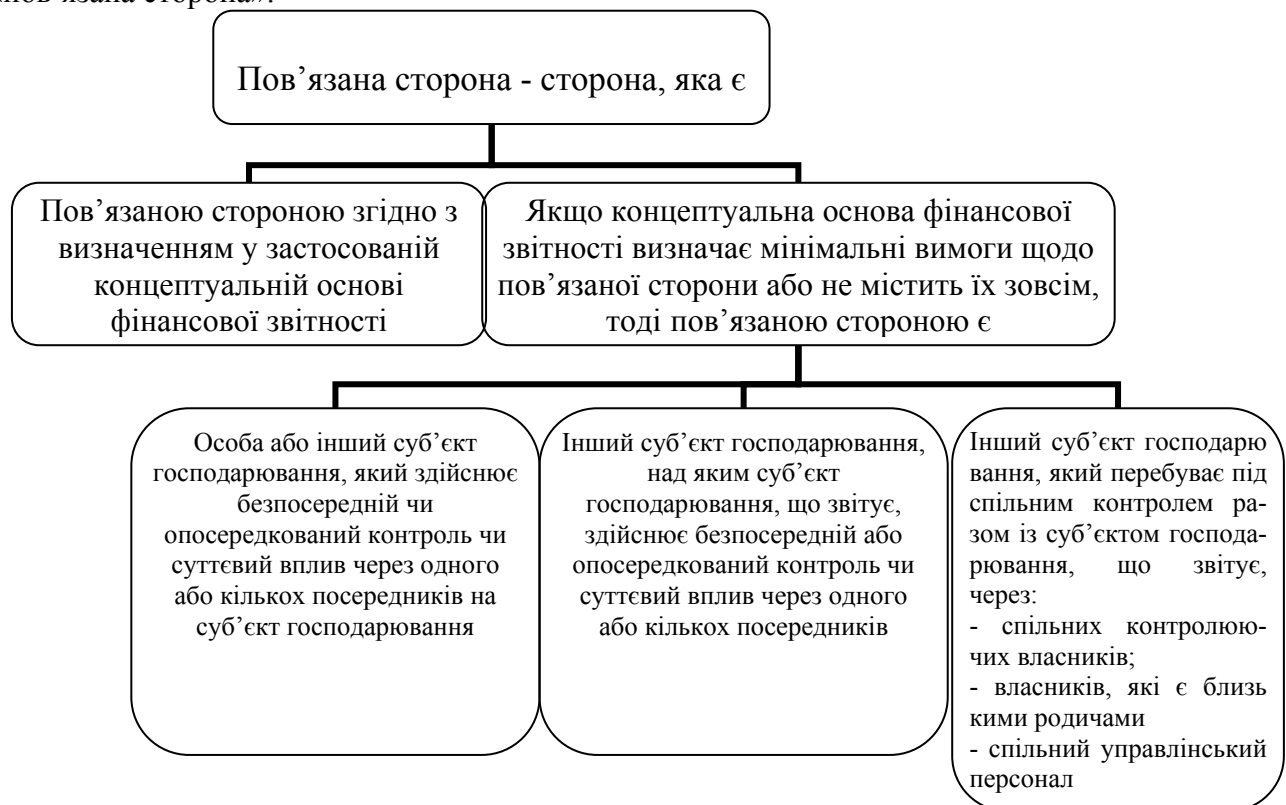 Пов’язана сторона - сторона, яка є
Пов’язаною стороною згідно з
визначенням у застосованій
концептуальній основі
фінансової звітності
Якщо концептуальна основа фінансової
звітності визначає мінімальні вимоги щодо
пов’язаної сторони або не містить їх зовсім,
тоді пов’язаною стороною є
Особа або інший суб’єкт
господарювання, який здійснює
безпосередній чи
опосередкований контроль чи
суттєвий вплив через одного
або кількох посередників на
суб’єкт господарювання
Інший суб’єкт господарювання,
над яким суб’єкт
господарювання, що звітує,
здійснює безпосередній або
опосередкований контроль чи
суттєвий вплив через одного
або кількох посередників
Інший суб’єкт господарю
вання, який перебуває під
спільним контролем ра-
зом із суб’єктом господа-
рювання, що звітує,
через:
- спільних контролюю-
чих власників;
- власників, які є близь
кими родичами
- спільний управлінський
персонал